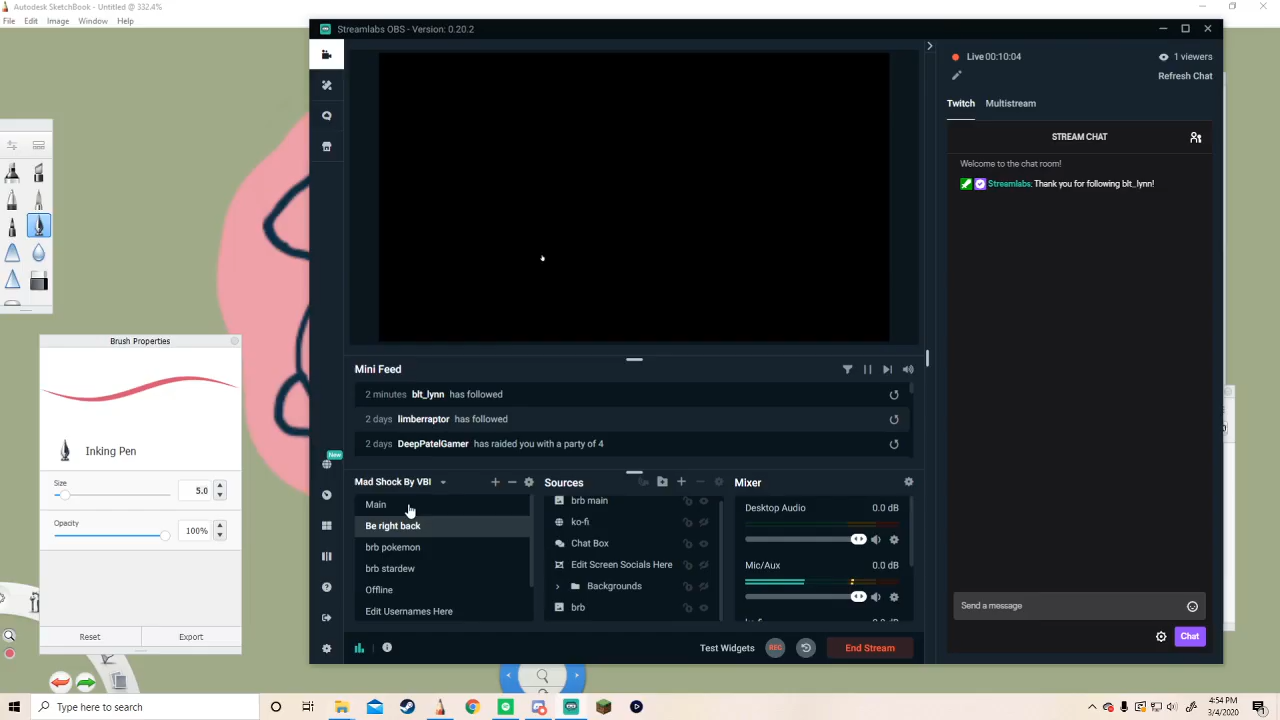 Autodesk SketchBook - Untitled @ 332.4%
File Edit Image Window Help
Streamlabs OBS - Version: 0.20.2
Live 00:10:04
1 viewers
Refresh Chat
Twitch Multistream
STREAM CHAT
Welcome to the chat room!
Streamlabs: Thank you for following blt_lynn!
Brush Properties
Inking Pen
Size
5.0
Opacity
100%
Reset Export
Mini Feed
2 minutes blt_lynn has followed
2 days limberraptor has followed
2 days DeepPatelGamer has raided you with a party of 4
New
Mad Shock By VBI
Main
Be right back
brb pokemon
brb stardew
Offline
Edit Usernames Here
Sources
brb main
ko-fi
Chat Box
Edit Screen Socials Here
Backgrounds
brb
Mixer
Desktop Audio 0.0 dB
Mic/Aux 0.0 dB
Send a message
Chat
Test Widgets REC End Stream
Type here to search
4:54 PM
3/4/2020